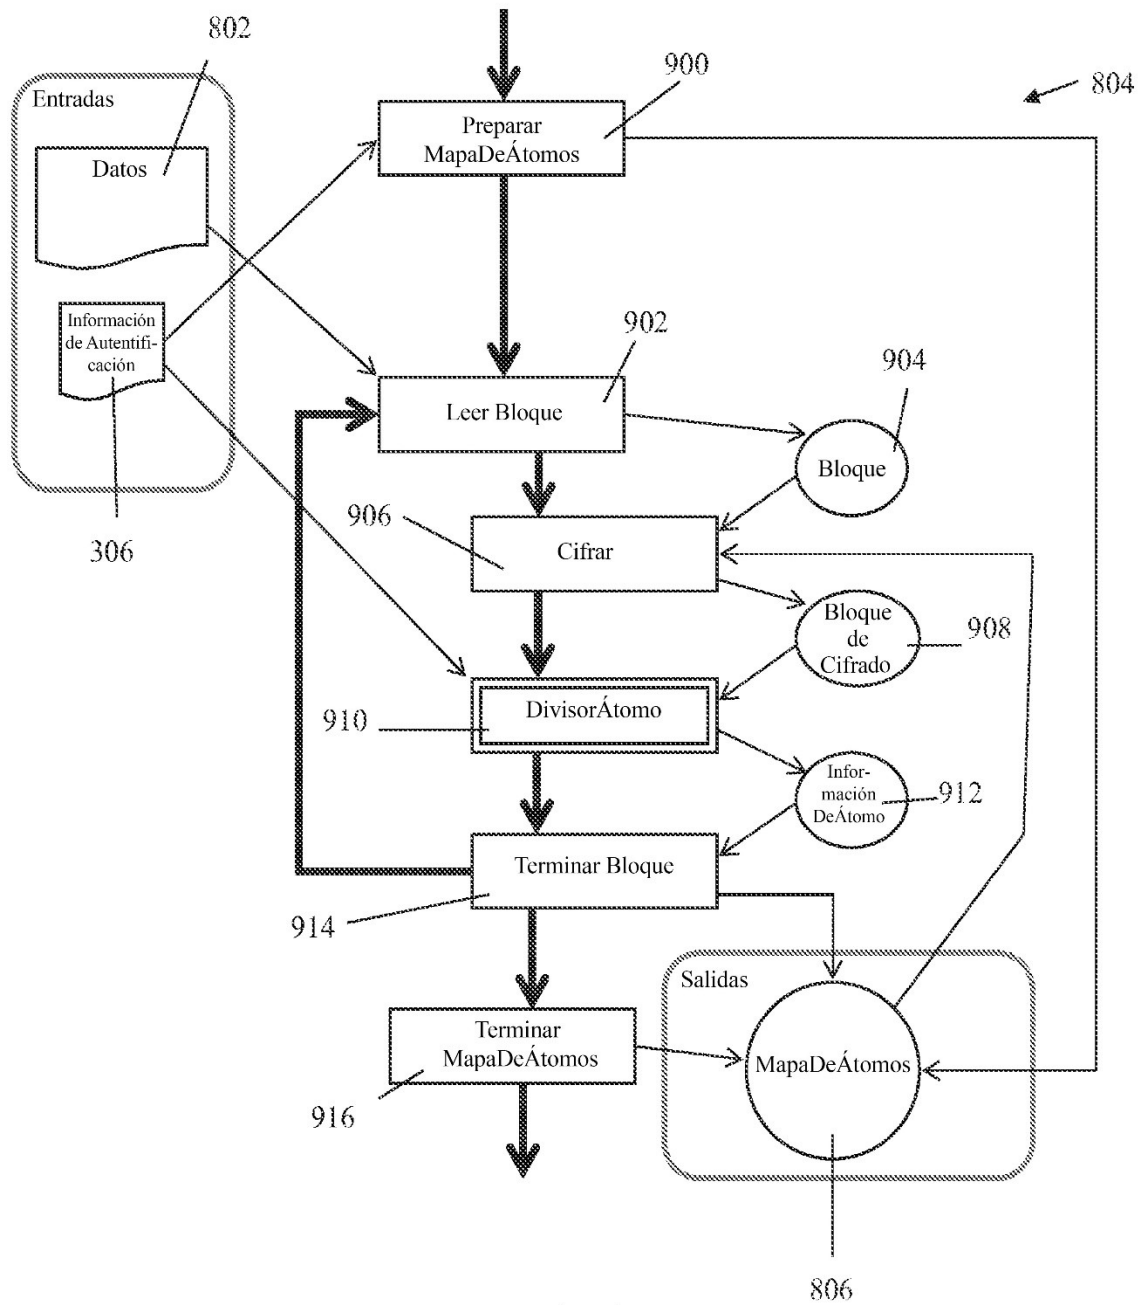 802
Entradas
Datos
Información
de Autentifi-
cación
306
900
Preparar
MapaDeÁtomos
804
902
Leer Bloque
904
Bloque
906
Cifrar
Bloque
de
Cifrado
908
910
DivisorÁtomo
Infor-
mación
DeÁtomo
912
Terminar Bloque
914
Salidas
Terminar
MapaDeÁtomos
916
MapaDeÁtomos
806